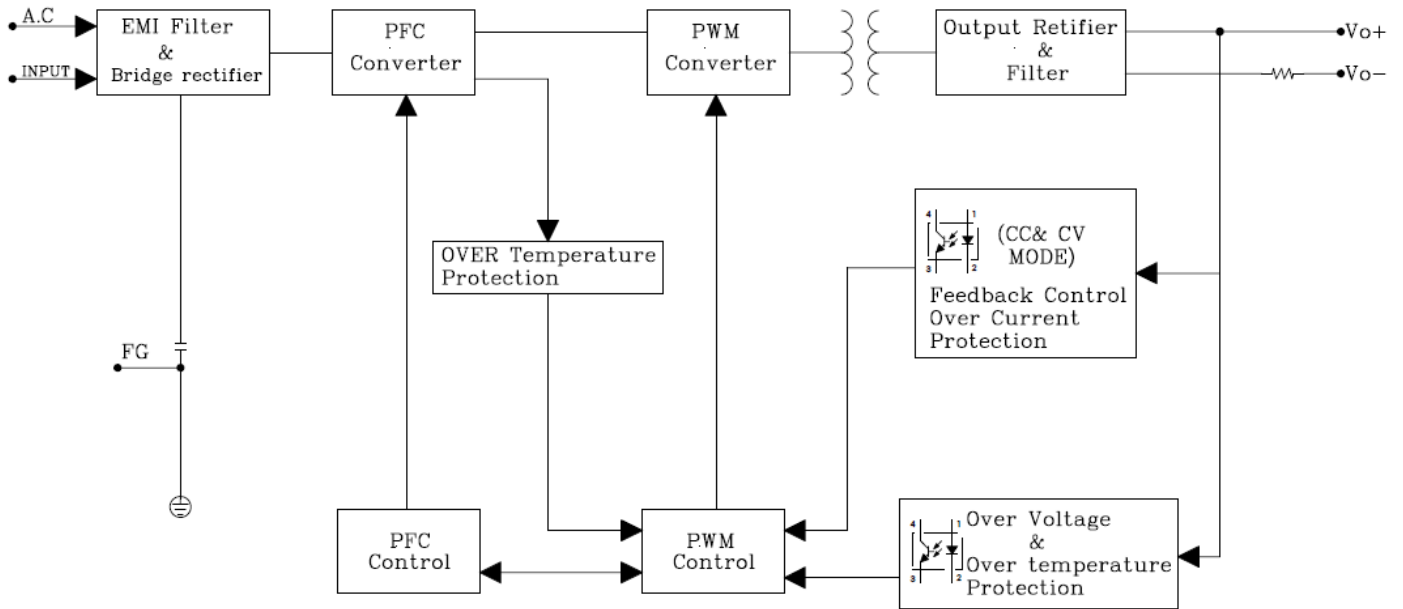 A.C
INPUT
EMI Filter
&
Bridge rectifier
PFC
Converter
PWM
Converter
Output Retifier
&
Filter
Vo+
Vo-
OVER Temperature
Protection
4 1
3 2
(CC& CV
MODE)
Feedback Control
Over Current
Protection
FG
PFC
Control
PWM
Control
4 1
3 2
Over Voltage
&
Over temperature
Protection